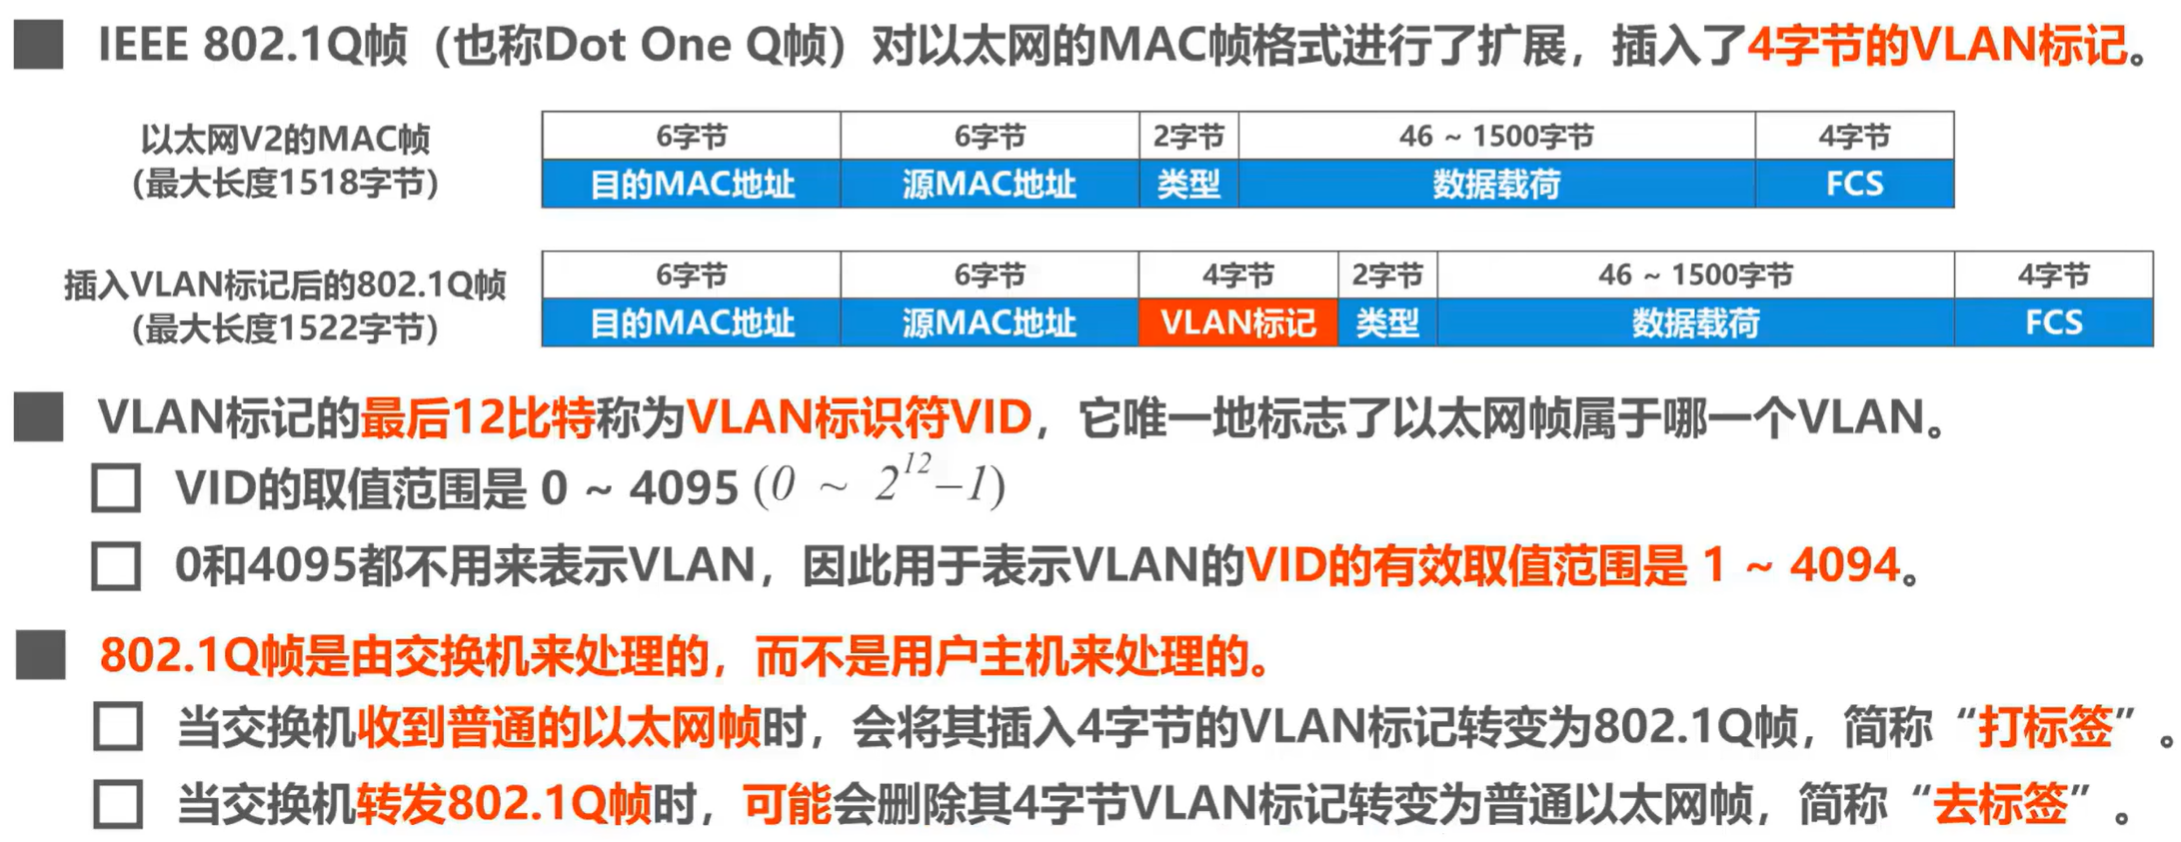 IEEE 802.1Q帧（也称Dot One Q帧）对以太网的MAC帧格式进行了扩展，插入了4字节的VLAN标记。
以太网V2的MAC帧
(最大长度1518字节)
6字节 6字节 2字节 46 ~ 1500字节 4字节
目的MAC地址 源MAC地址 类型 数据载荷 FCS
插入VLAN标记后的802.1Q帧
(最大长度1522字节)
6字节 6字节 4字节 2字节 46 ~ 1500字节 4字节
目的MAC地址 源MAC地址 VLAN标记 类型 数据载荷 FCS
VLAN标记的最后12比特称为VLAN标识符VID，它唯一地标志了以太网帧属于哪一个VLAN。
VID的取值范围是 0 ~ 4095 (0 ~ 2^12−1)
0和4095都不用来表示VLAN，因此用于表示VLAN的VID的有效取值范围是 1 ~ 4094。
802.1Q帧是由交换机来处理的，而不是用户主机来处理的。
当交换机收到普通的以太网帧时，会将其插入4字节的VLAN标记转变为802.1Q帧，简称“打标签”。
当交换机转发802.1Q帧时，可能会删除其4字节VLAN标记转变为普通以太网帧，简称“去标签”。